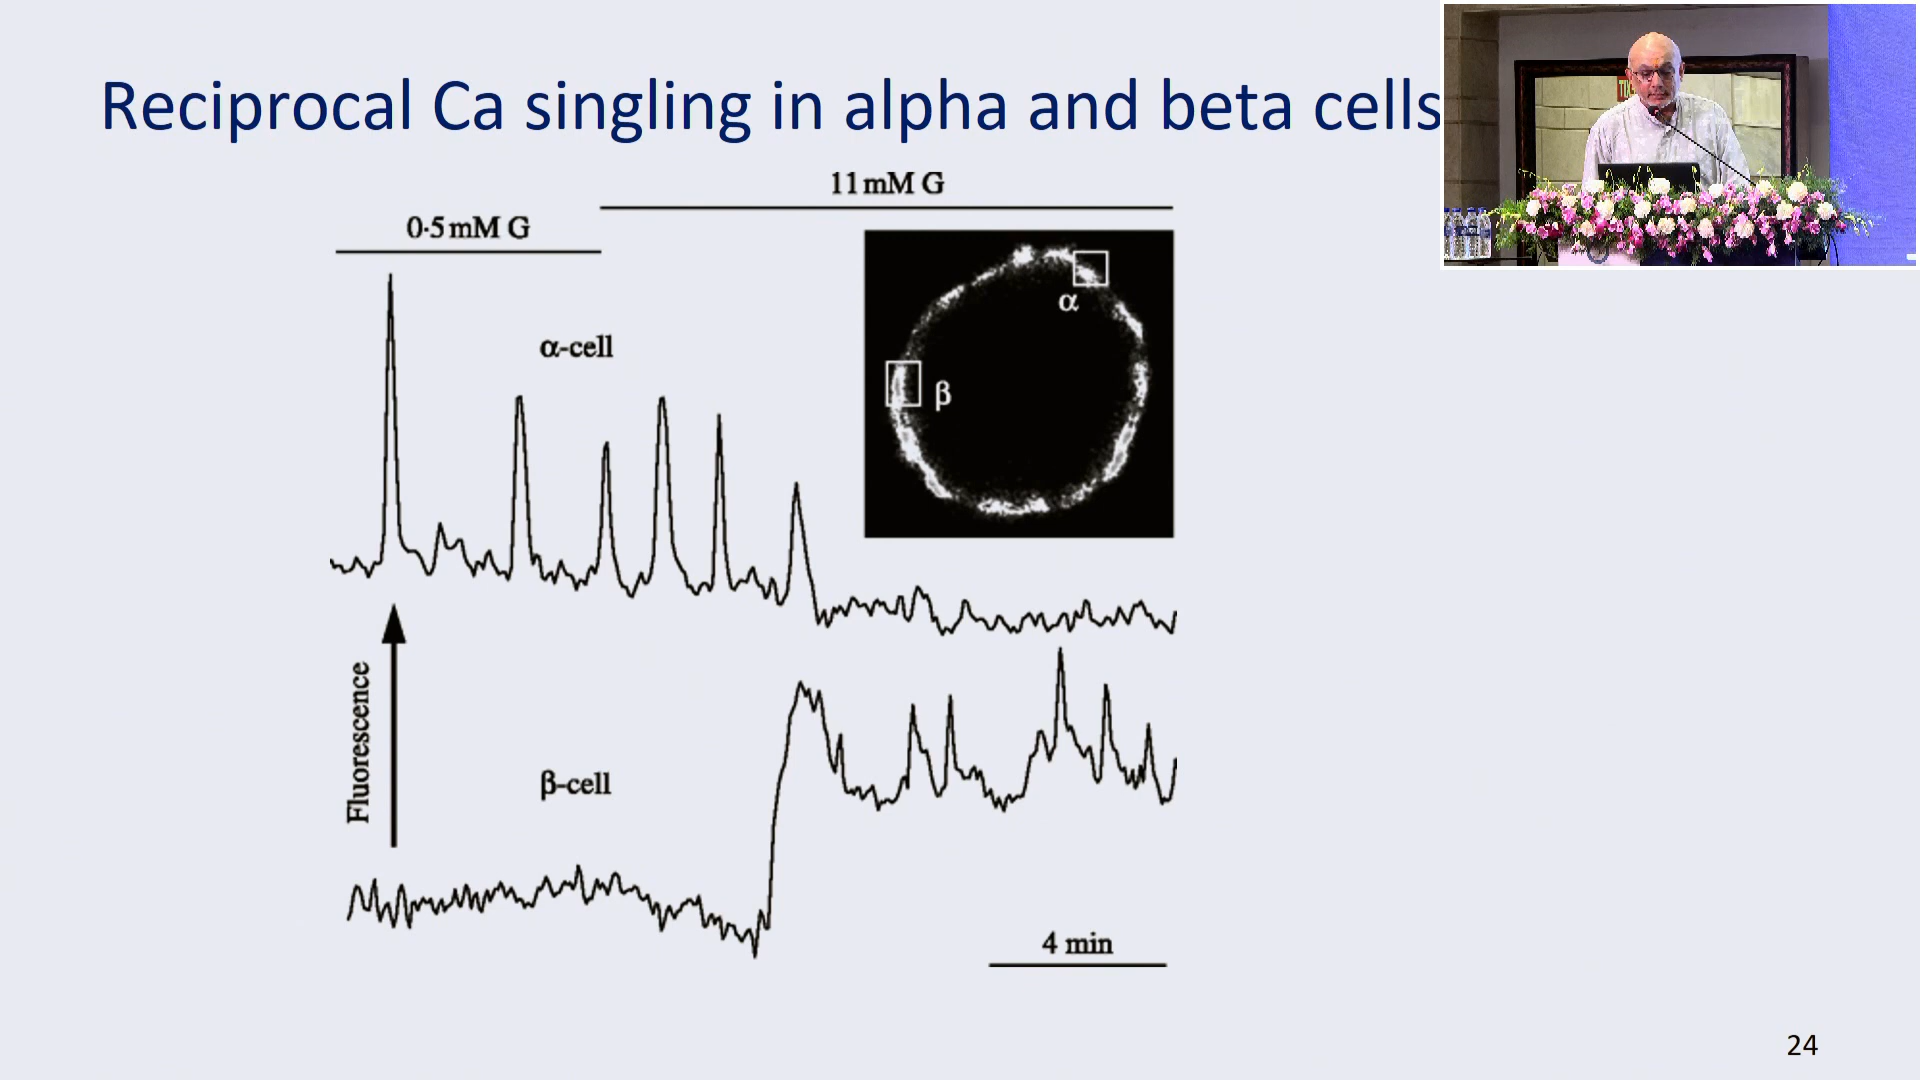 Reciprocal Ca singling in alpha and beta cells
11 mM G
0·5 mM G
α-cell
α
β
Fluorescence
β-cell
4 min
24